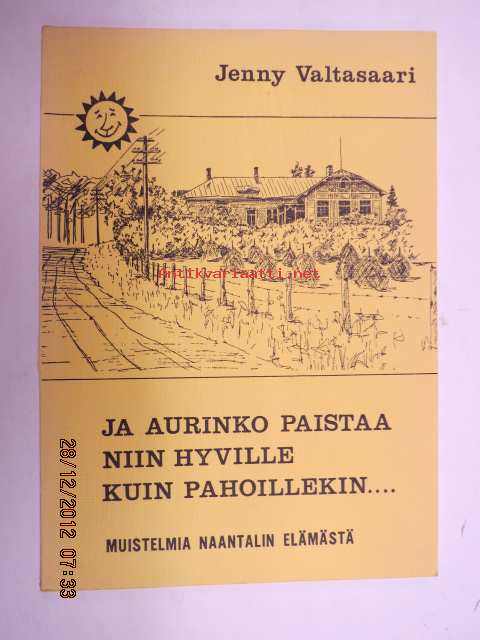 Jenny Valtasaari
antikvariaatti.net
JA AURINKO PAISTAA
NIIN HYVILLE
KUIN PAHOILLEKIN....
MUISTELMIA NAANTALIN ELÄMÄSTÄ
28/12/2012 07:33